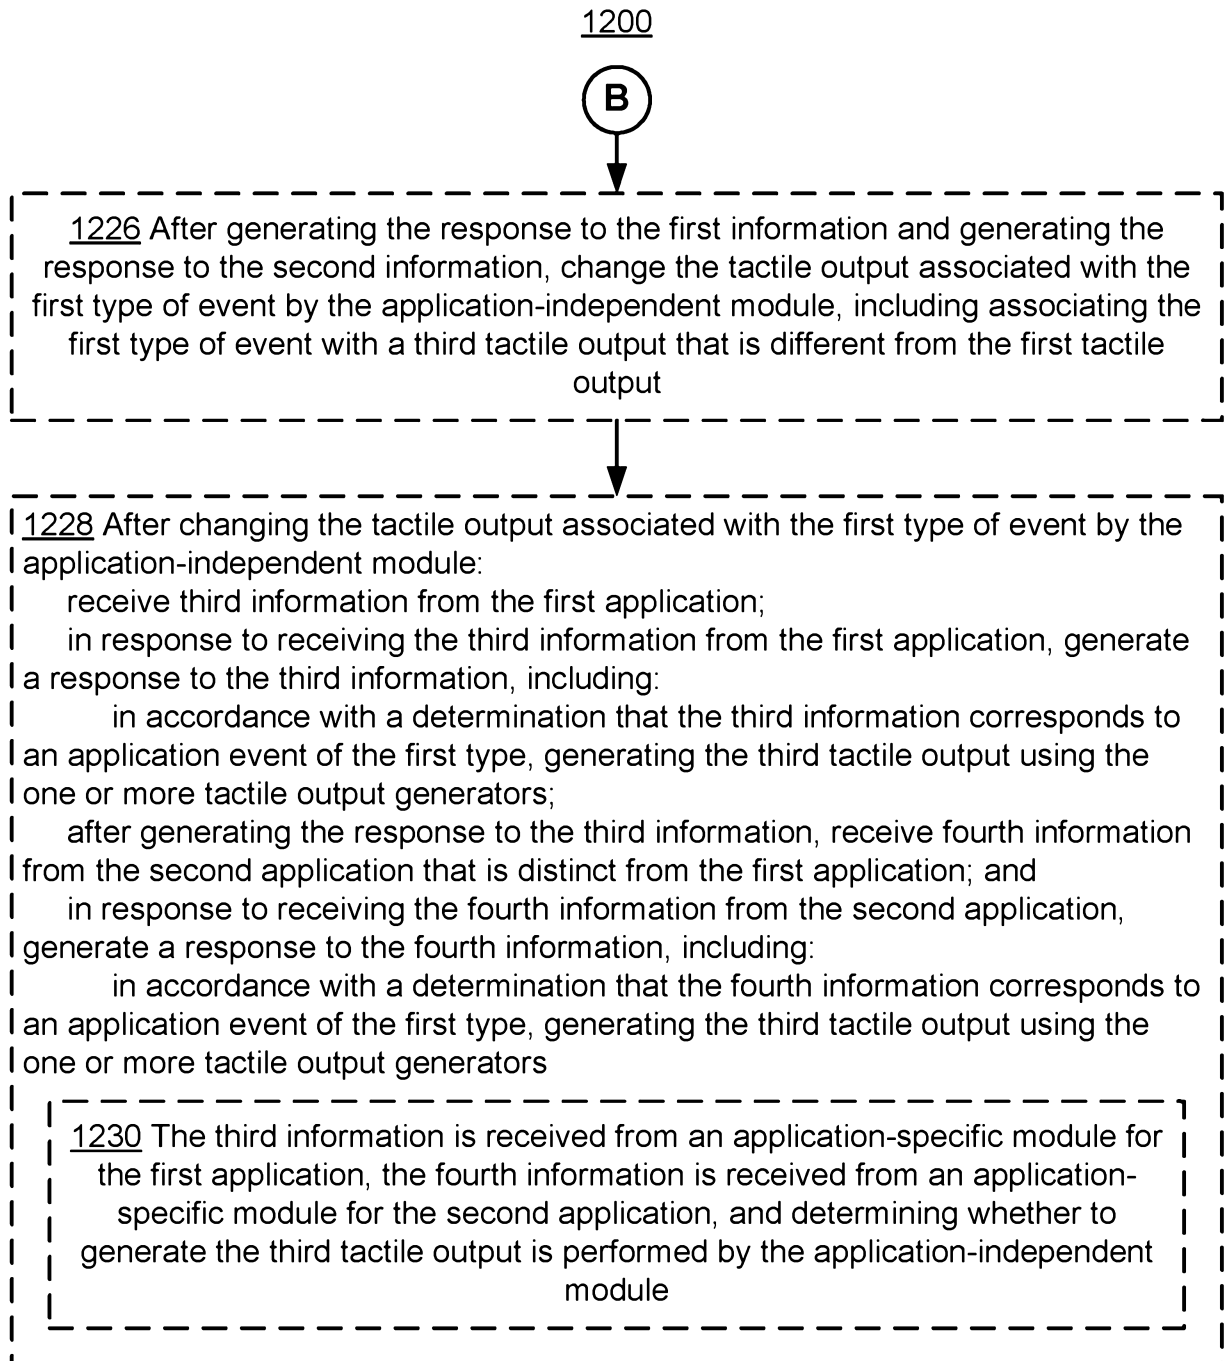 1200
B
1226 After generating the response to the first information and generating the
response to the second information, change the tactile output associated with the
first type of event by the application-independent module, including associating the
first type of event with a third tactile output that is different from the first tactile
output
1228 After changing the tactile output associated with the first type of event by the
application-independent module:
receive third information from the first application;
in response to receiving the third information from the first application, generate
a response to the third information, including:
in accordance with a determination that the third information corresponds to
an application event of the first type, generating the third tactile output using the
one or more tactile output generators;
after generating the response to the third information, receive fourth information
from the second application that is distinct from the first application; and
in response to receiving the fourth information from the second application,
generate a response to the fourth information, including:
in accordance with a determination that the fourth information corresponds to
an application event of the first type, generating the third tactile output using the
one or more tactile output generators
1230 The third information is received from an application-specific module for
the first application, the fourth information is received from an application-
specific module for the second application, and determining whether to
generate the third tactile output is performed by the application-independent
module